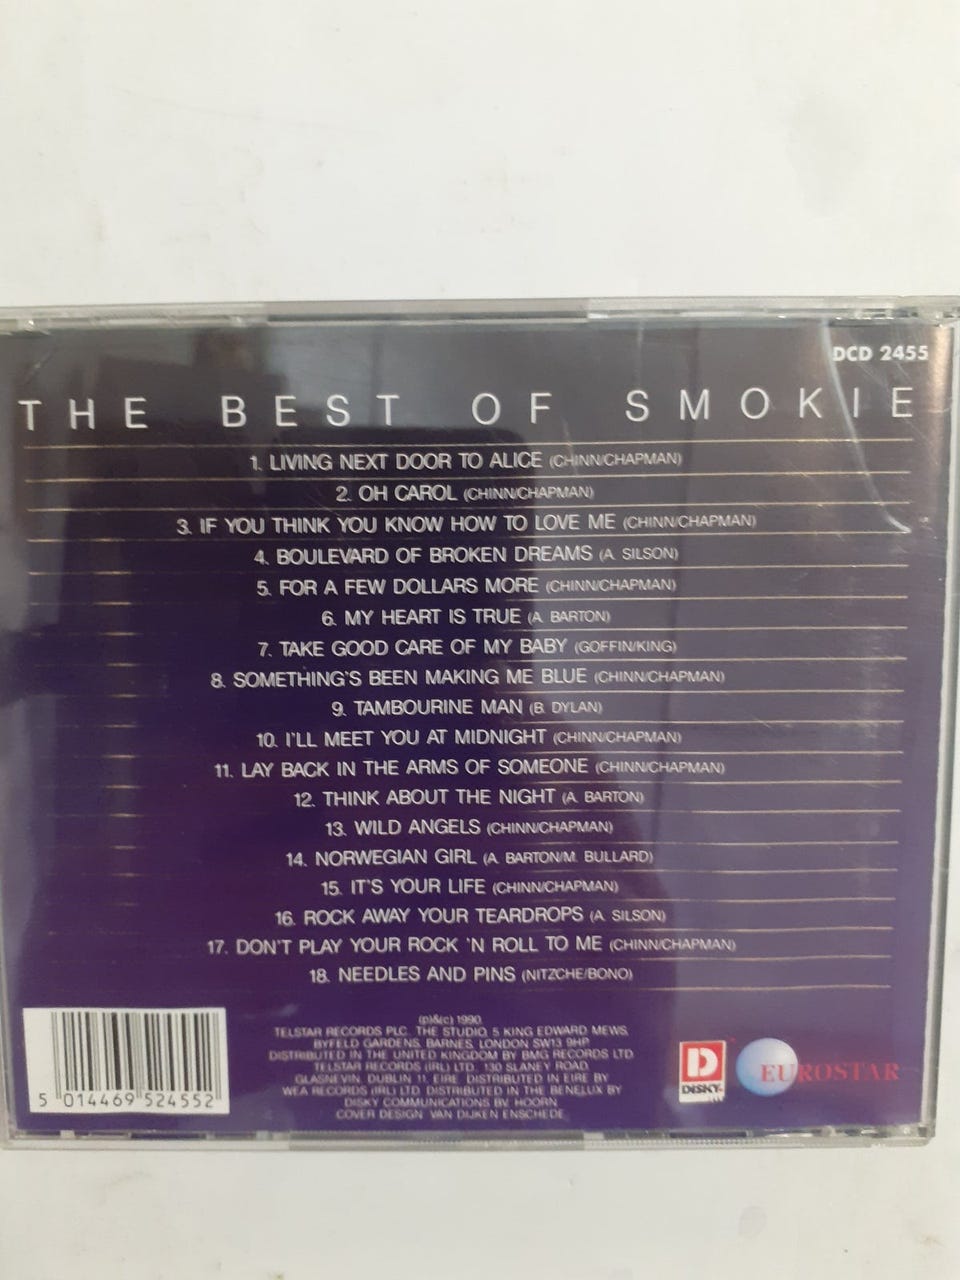 DCD 2455
THE BEST OF SMOKIE
1. LIVING NEXT DOOR TO ALICE (CHINN/CHAPMAN)
2. OH CAROL (CHINN/CHAPMAN)
3. IF YOU THINK YOU KNOW HOW TO LOVE ME (CHINN/CHAPMAN)
4. BOULEVARD OF BROKEN DREAMS (A. SILSON)
5. FOR A FEW DOLLARS MORE (CHINN/CHAPMAN)
6. MY HEART IS TRUE (A. BARTON)
7. TAKE GOOD CARE OF MY BABY (GOFFIN/KING)
8. SOMETHING'S BEEN MAKING ME BLUE (CHINN/CHAPMAN)
9. TAMBOURINE MAN (B. DYLAN)
10. I'LL MEET YOU AT MIDNIGHT (CHINN/CHAPMAN)
11. LAY BACK IN THE ARMS OF SOMEONE (CHINN/CHAPMAN)
12. THINK ABOUT THE NIGHT (A. BARTON)
13. WILD ANGELS (CHINN/CHAPMAN)
14. NORWEGIAN GIRL (A. BARTON/M. BULLARD)
15. IT'S YOUR LIFE (CHINN/CHAPMAN)
16. ROCK AWAY YOUR TEARDROPS (A. SILSON)
17. DON'T PLAY YOUR ROCK 'N ROLL TO ME (CHINN/CHAPMAN)
18. NEEDLES AND PINS (NITZCHE/BONO)
(p)&(c) 1990
TELSTAR RECORDS PLC. THE STUDIO, 5 KING EDWARD MEWS,
BYFELD GARDENS, BARNES, LONDON SW13 9HP
DISTRIBUTED IN THE UNITED KINGDOM BY BMG RECORDS LTD.
TELSTAR RECORDS (IRL) LTD., 130 SLANEY ROAD,
GLASNEVIN, DUBLIN 11, EIRE. DISTRIBUTED IN EIRE BY
WEA RECORDS (IRL) LTD. DISTRIBUTED IN THE BENELUX BY
DISKY COMMUNICATIONS BV. HOORN.
COVER DESIGN: VAN DIJKEN ENSCHEDE.
5 014469 524552
D
DISKY
EUROSTAR